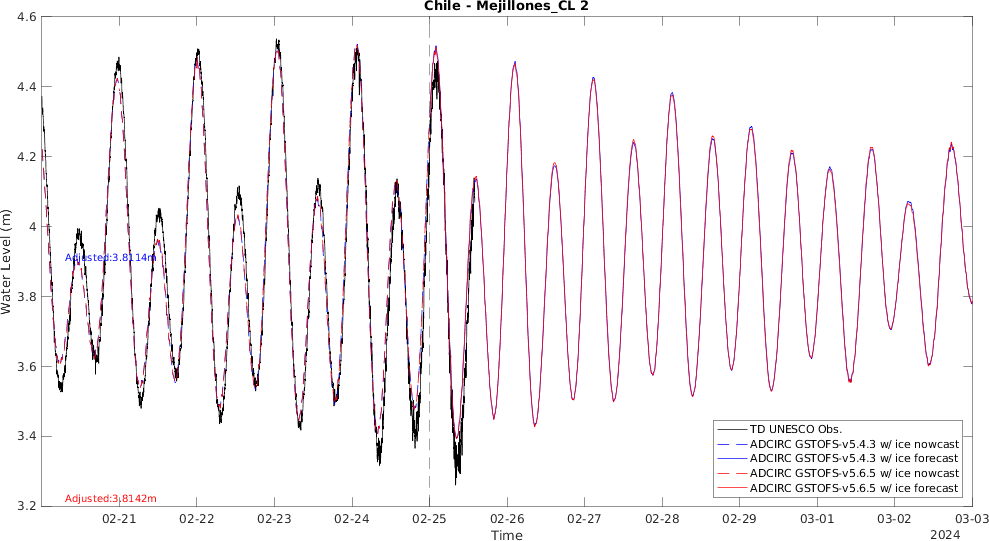 Chile - Mejillones_CL 2
4.6
4.4
4.2
4
3.8
3.6
3.4
3.2
Water Level (m)
Adjusted:3.8114m
Adjusted:3.8142m
TD UNESCO Obs.
ADCIRC GSTOFS-v5.4.3 w/ ice nowcast
ADCIRC GSTOFS-v5.4.3 w/ ice forecast
ADCIRC GSTOFS-v5.6.5 w/ ice nowcast
ADCIRC GSTOFS-v5.6.5 w/ ice forecast
02-21 02-22 02-23 02-24 02-25 02-26 02-27 02-28 02-29 03-01 03-02 03-03
Time
2024